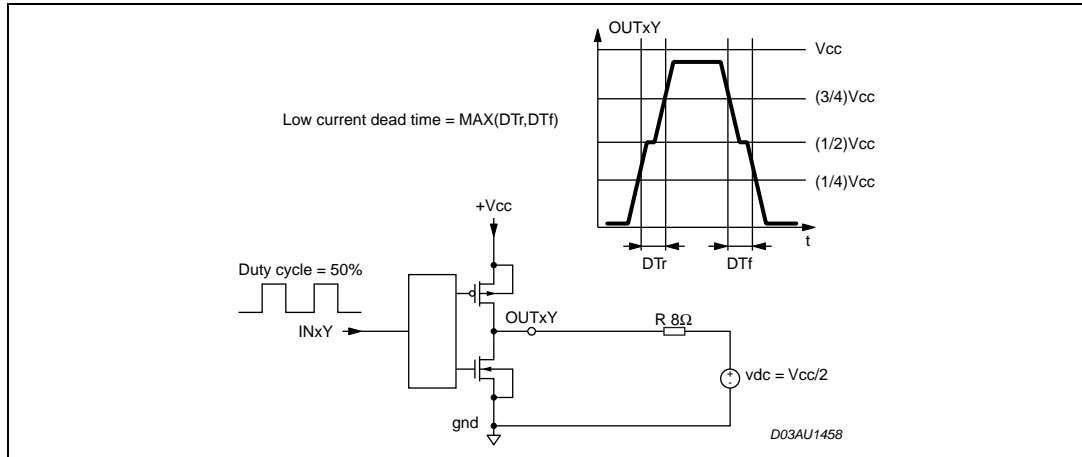 OUTxY
Vcc
(3/4)Vcc
Low current dead time = MAX(DTr,DTf)
(1/2)Vcc
(1/4)Vcc
+Vcc
t
DTr
DTf
Duty cycle = 50%
OUTxY
R 8Ω
INxY
+
-
vdc = Vcc/2
gnd
D03AU1458